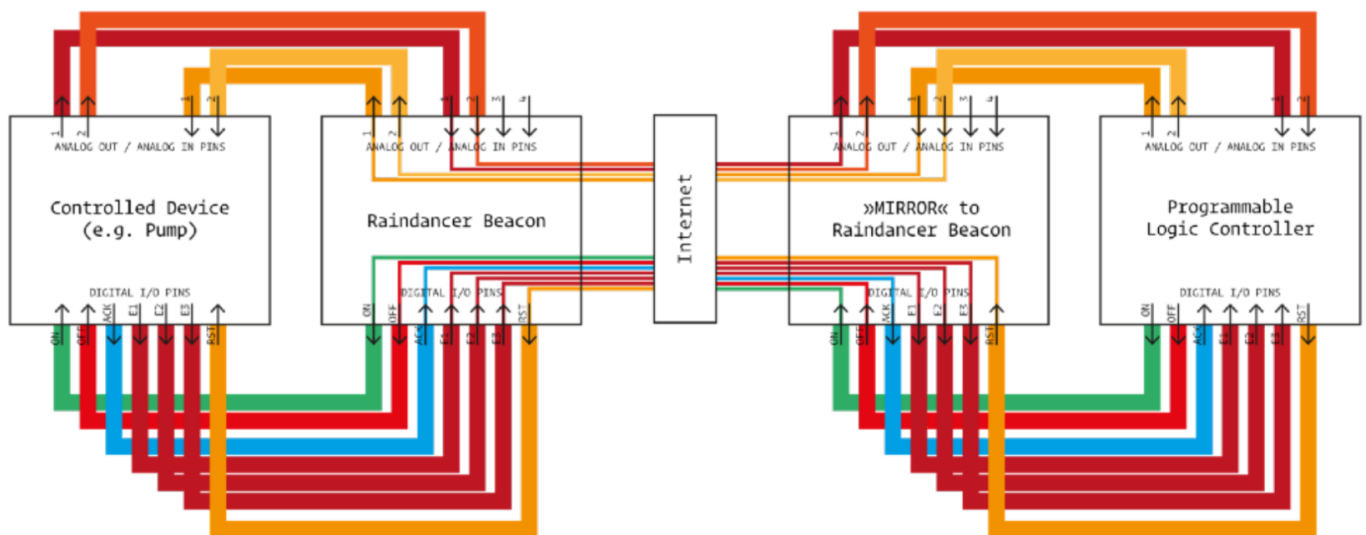 1
2
1
2
ANALOG OUT / ANALOG IN PINS
Controlled Device
(e.g. Pump)
DIGITAL I/O PINS
ON
OFF
ACK
E1
E2
E3
RST
1
2
1
2
3
4
ANALOG OUT / ANALOG IN PINS
Raindancer Beacon
DIGITAL I/O PINS
ON
OFF
ACK
E1
E2
E3
RST
Internet
1
2
1
2
3
4
ANALOG OUT / ANALOG IN PINS
»MIRROR« to
Raindancer Beacon
DIGITAL I/O PINS
ON
OFF
ACK
E1
E2
E3
RST
1
2
1
2
ANALOG OUT / ANALOG IN PINS
Programmable
Logic Controller
DIGITAL I/O PINS
ON
OFF
ACK
E1
E2
E3
RST